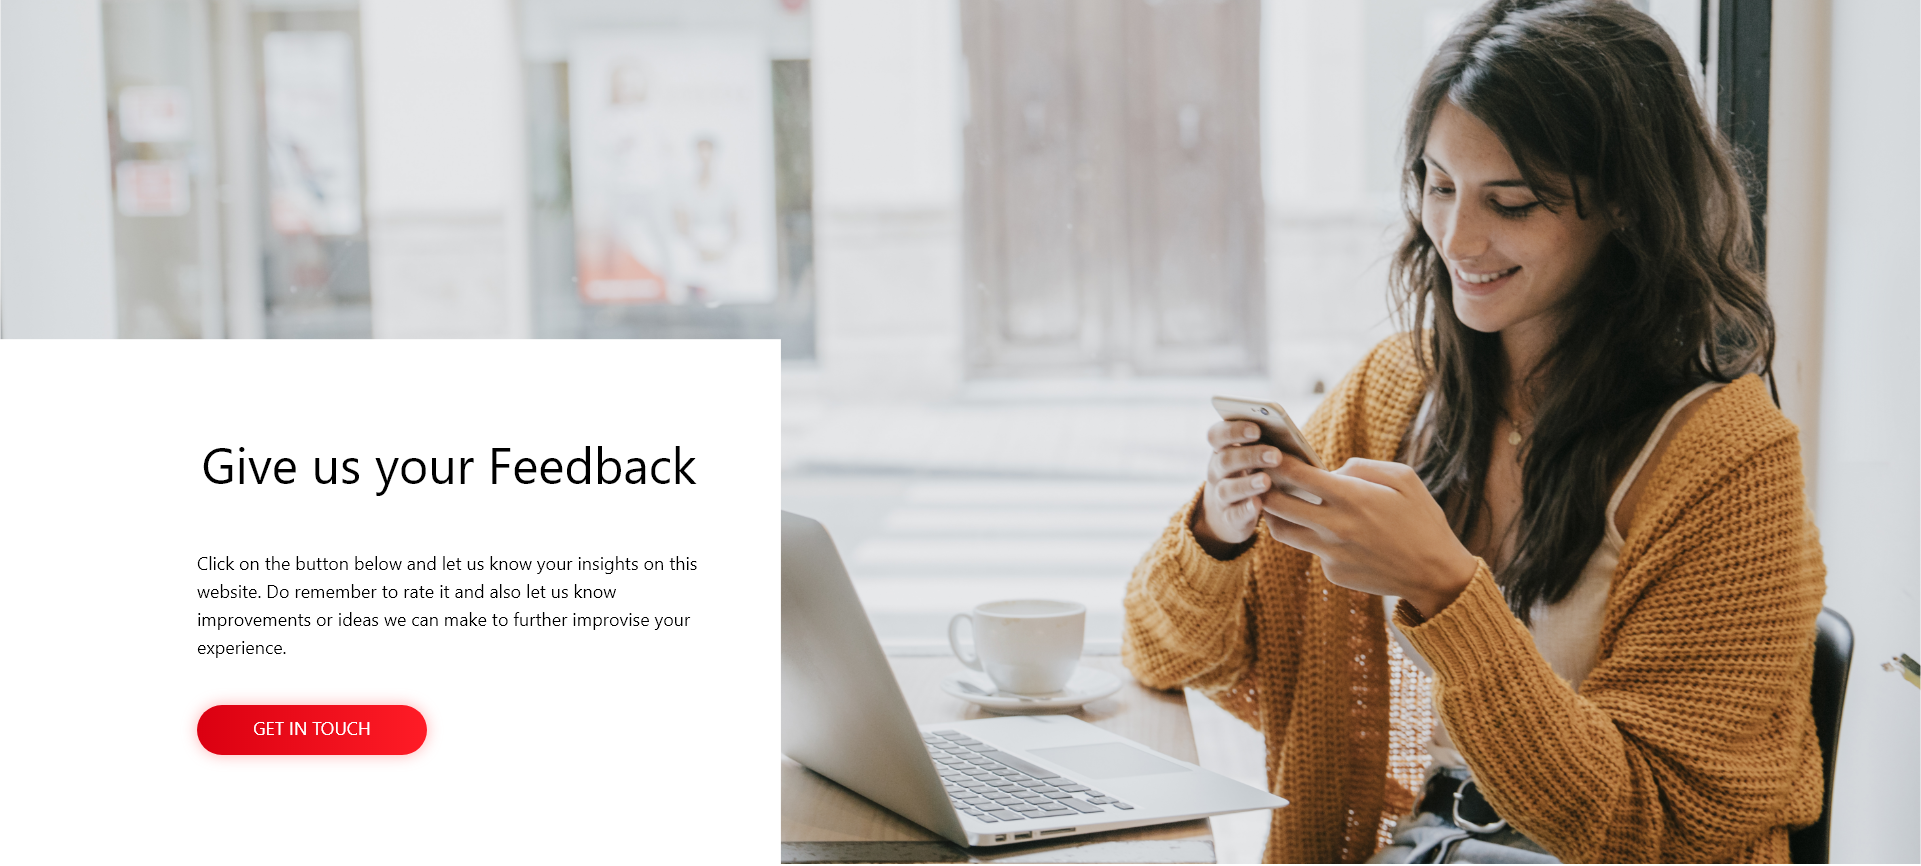 Give us your Feedback
Click on the button below and let us know your insights on this
website. Do remember to rate it and also let us know
improvements or ideas we can make to further improvise your
experience.
GET IN TOUCH